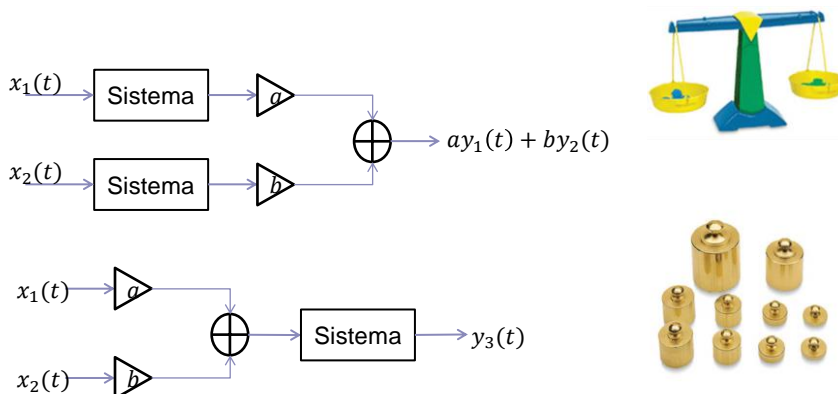 x₁(t) Sistema a
ay₁(t) + by₂(t)
x₂(t) Sistema b
x₁(t) a
Sistema y₃(t)
x₂(t) b